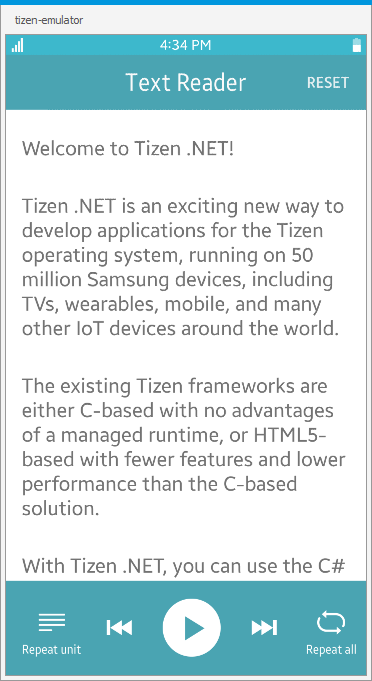 tizen-emulator
4:34 PM
Text Reader
RESET
Welcome to Tizen .NET!
Tizen .NET is an exciting new way to
develop applications for the Tizen
operating system, running on 50
million Samsung devices, including
TVs, wearables, mobile, and many
other IoT devices around the world.
The existing Tizen frameworks are
either C-based with no advantages
of a managed runtime, or HTML5-
based with fewer features and lower
performance than the C-based
solution.
With Tizen .NET, you can use the C#
Repeat unit
Repeat all